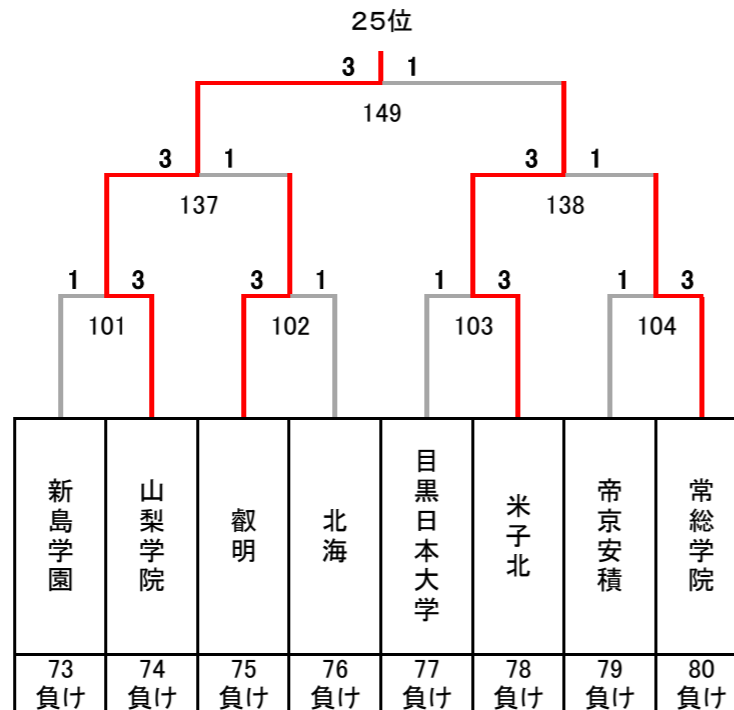 25位
3 1
149
3 1 3 1
137 138
1 3 3 1 1 3 1 3
101 102 103 104
新島学園
山梨学院
叡明
北海
目黒日本大学
米子北
帝京安積
常総学院
73 74 75 76 77 78 79 80
負け 負け 負け 負け 負け 負け 負け 負け